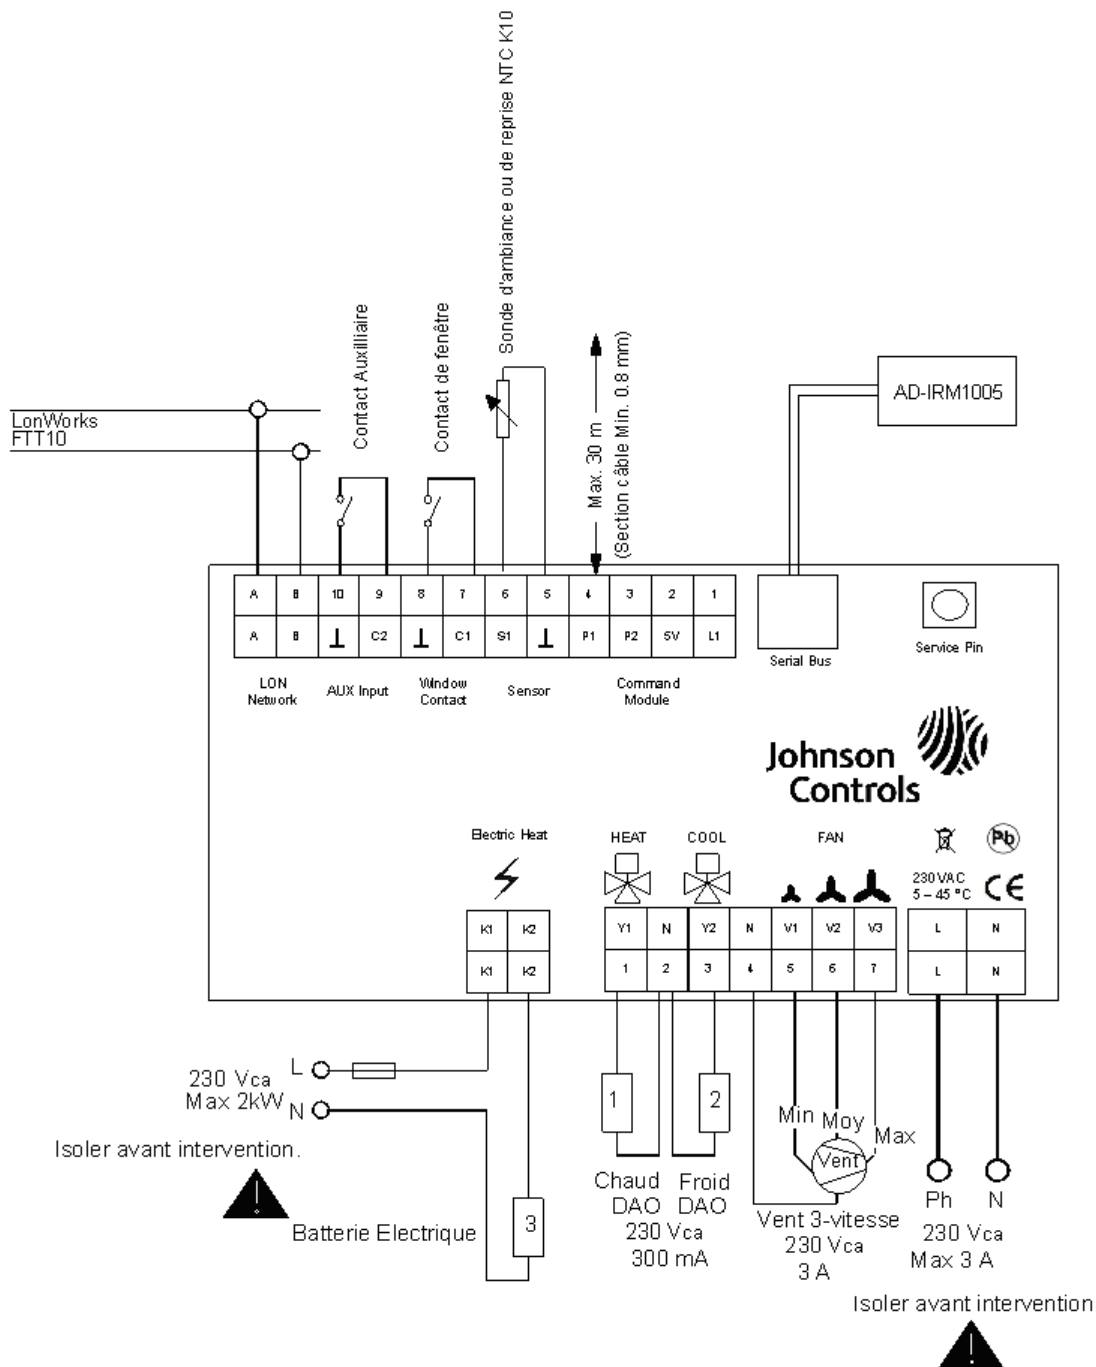 Sonde d'ambiance ou de reprise NTC K10
Contact Auxilliaire
Contact de fenêtre
Max. 30 m
(Section câble Min. 0.8 mm)
AD-IRM1005
LonWorks
FTT10
A B 10 9 8 7 6 5 4 3 2 1
A B C2 C1 S1 P1 P2 5V L1
LON
Network
AUX Input
Window
Contact
Sensor
Command
Module
Serial Bus
Service Pin
Johnson
Controls
Electric Heat
HEAT
COOL
FAN
Pb
230VAC
5 – 45 °C
CE
K1 K2
K1 K2
Y1 N Y2 N V1 V2 V3
1 2 3 4 5 6 7
L N
L N
230 Vca
Max 2kW
L
N
Isoler avant intervention.
!
Batterie Electrique
3
1
2
Chaud
DAO
Froid
DAO
230 Vca
300 mA
Min
Moy
Max
Vent
Vent 3-vitesse
230 Vca
3 A
Ph
N
230 Vca
Max 3 A
Isoler avant intervention
!